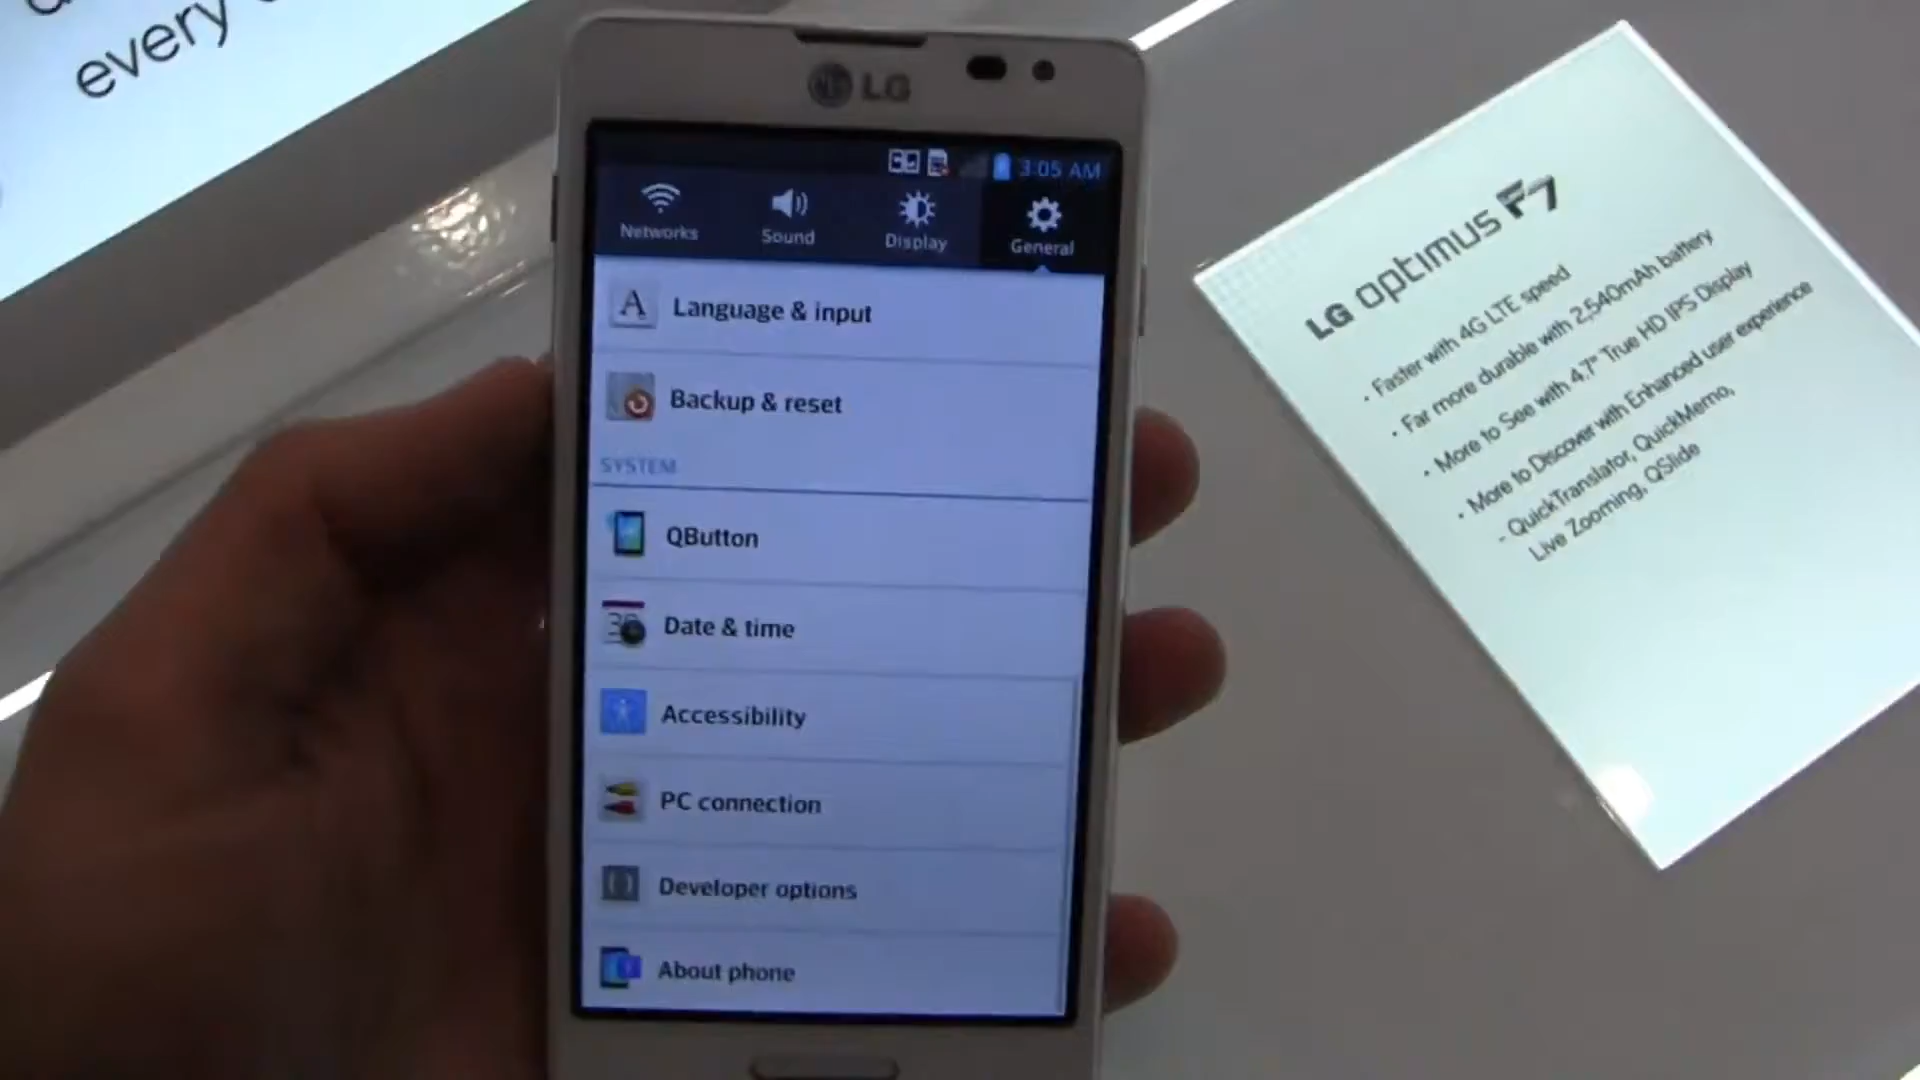 every
LG
3:05 AM
Networks
Sound
Display
General
Language & input
Backup & reset
SYSTEM
QButton
Date & time
Accessibility
PC connection
Developer options
About phone
LG optimus F7
· Faster with 4G LTE speed
· Far more durable with 2,540mAh battery
· More to See with 4.7" True HD IPS Display
· More to Discover with Enhanced user experience
- QuickTranslator, QuickMemo,
Live Zooming, QSlide